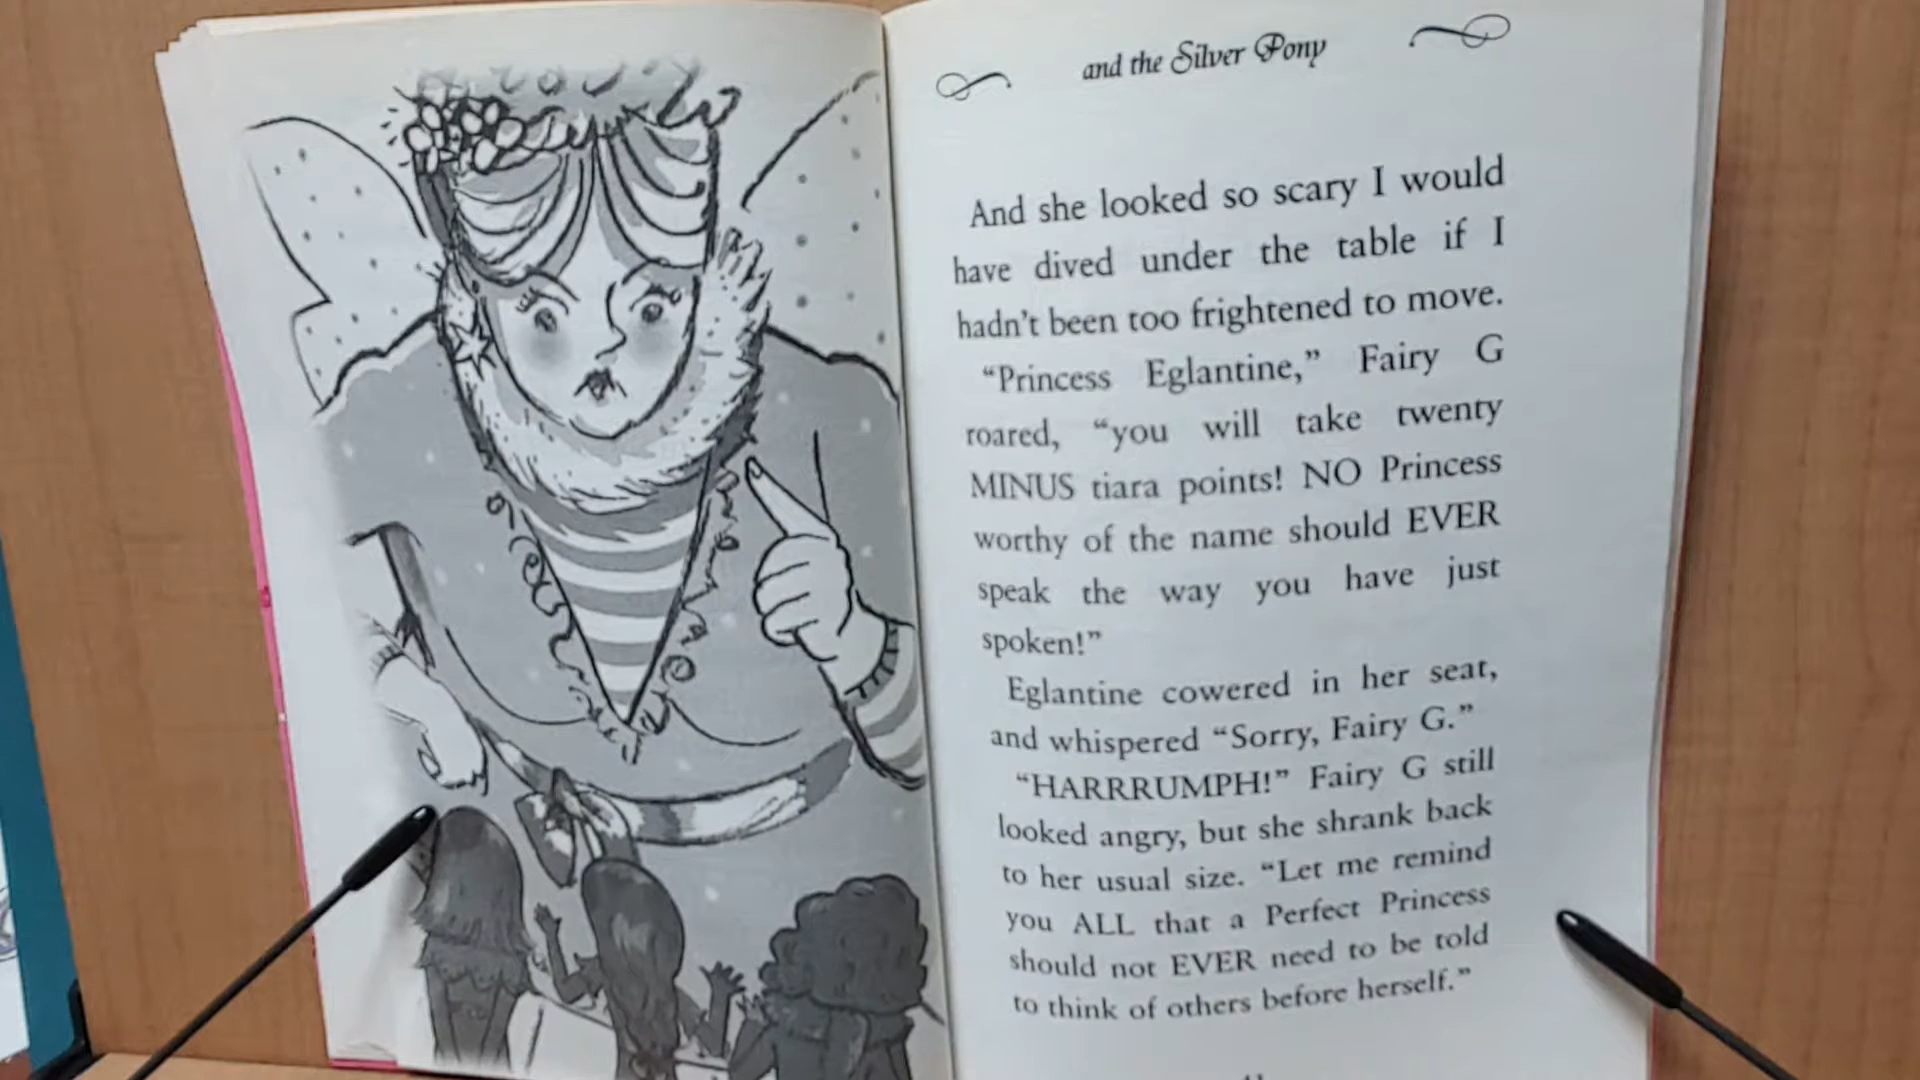 and the Silver Pony
And she looked so scary I would
have dived under the table if I
hadn't been too frightened to move.
“Princess Eglantine,” Fairy G
roared, “you will take twenty
MINUS tiara points! NO Princess
worthy of the name should EVER
speak the way you have just
spoken!”
Eglantine cowered in her seat,
and whispered “Sorry, Fairy G.”
“HARRRUMPH!” Fairy G still
looked angry, but she shrank back
to her usual size. “Let me remind
you ALL that a Perfect Princess
should not EVER need to be told
to think of others before herself.”